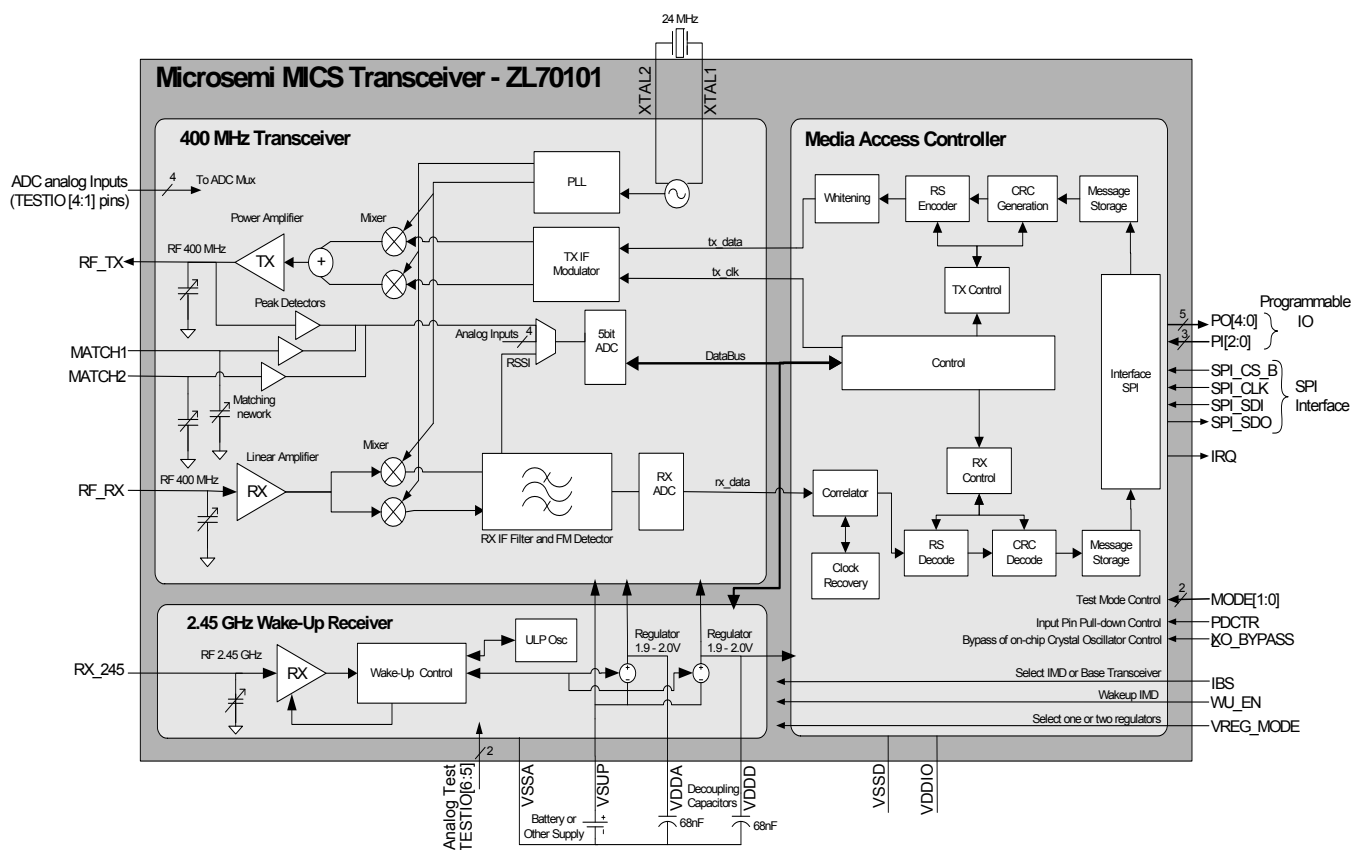 24 MHz
XTAL2
XTAL1
Microsemi MICS Transceiver - ZL70101
400 MHz Transceiver
ADC analog Inputs
(TESTIO [4:1] pins)
4
To ADC Mux
Power Amplifier
Mixer
PLL
RF 400 MHz
TX
+
TX IF
Modulator
RF_TX
Peak Detectors
Analog Inputs
4
RSSI
5bit
ADC
MATCH1
MATCH2
Matching
nework
Linear Amplifier
Mixer
RF 400 MHz
RX
RF_RX
RX IF Filter and FM Detector
RX
ADC
tx_data
tx_clk
DataBus
rx_data
Media Access Controller
Whitening
RS
Encoder
CRC
Generation
Message
Storage
TX Control
Control
Interface
SPI
RX
Control
Correlator
Clock
Recovery
RS
Decode
CRC
Decode
Message
Storage
5
PO[4:0]
3
PI[2:0]
Programmable
IO
SPI_CS_B
SPI_CLK
SPI_SDI
SPI_SDO
SPI
Interface
IRQ
Test Mode Control
2
MODE[1:0]
Input Pin Pull-down Control
PDCTR
Bypass of on-chip Crystal Oscillator Control
XO_BYPASS
Select IMD or Base Transceiver
IBS
Wakeup IMD
WU_EN
Select one or two regulators
VREG_MODE
2.45 GHz Wake-Up Receiver
RX_245
RF 2.45 GHz
RX
Wake-Up Control
ULP Osc
Regulator
1.9 - 2.0V
+
-
Regulator
1.9 - 2.0V
+
-
2
Analog Test
TESTIO[6:5]
VSSA
VSUP
VDDA
VDDD
VSSD
VDDIO
Battery or
Other Supply
+
-
Decoupling
Capacitors
68nF
68nF